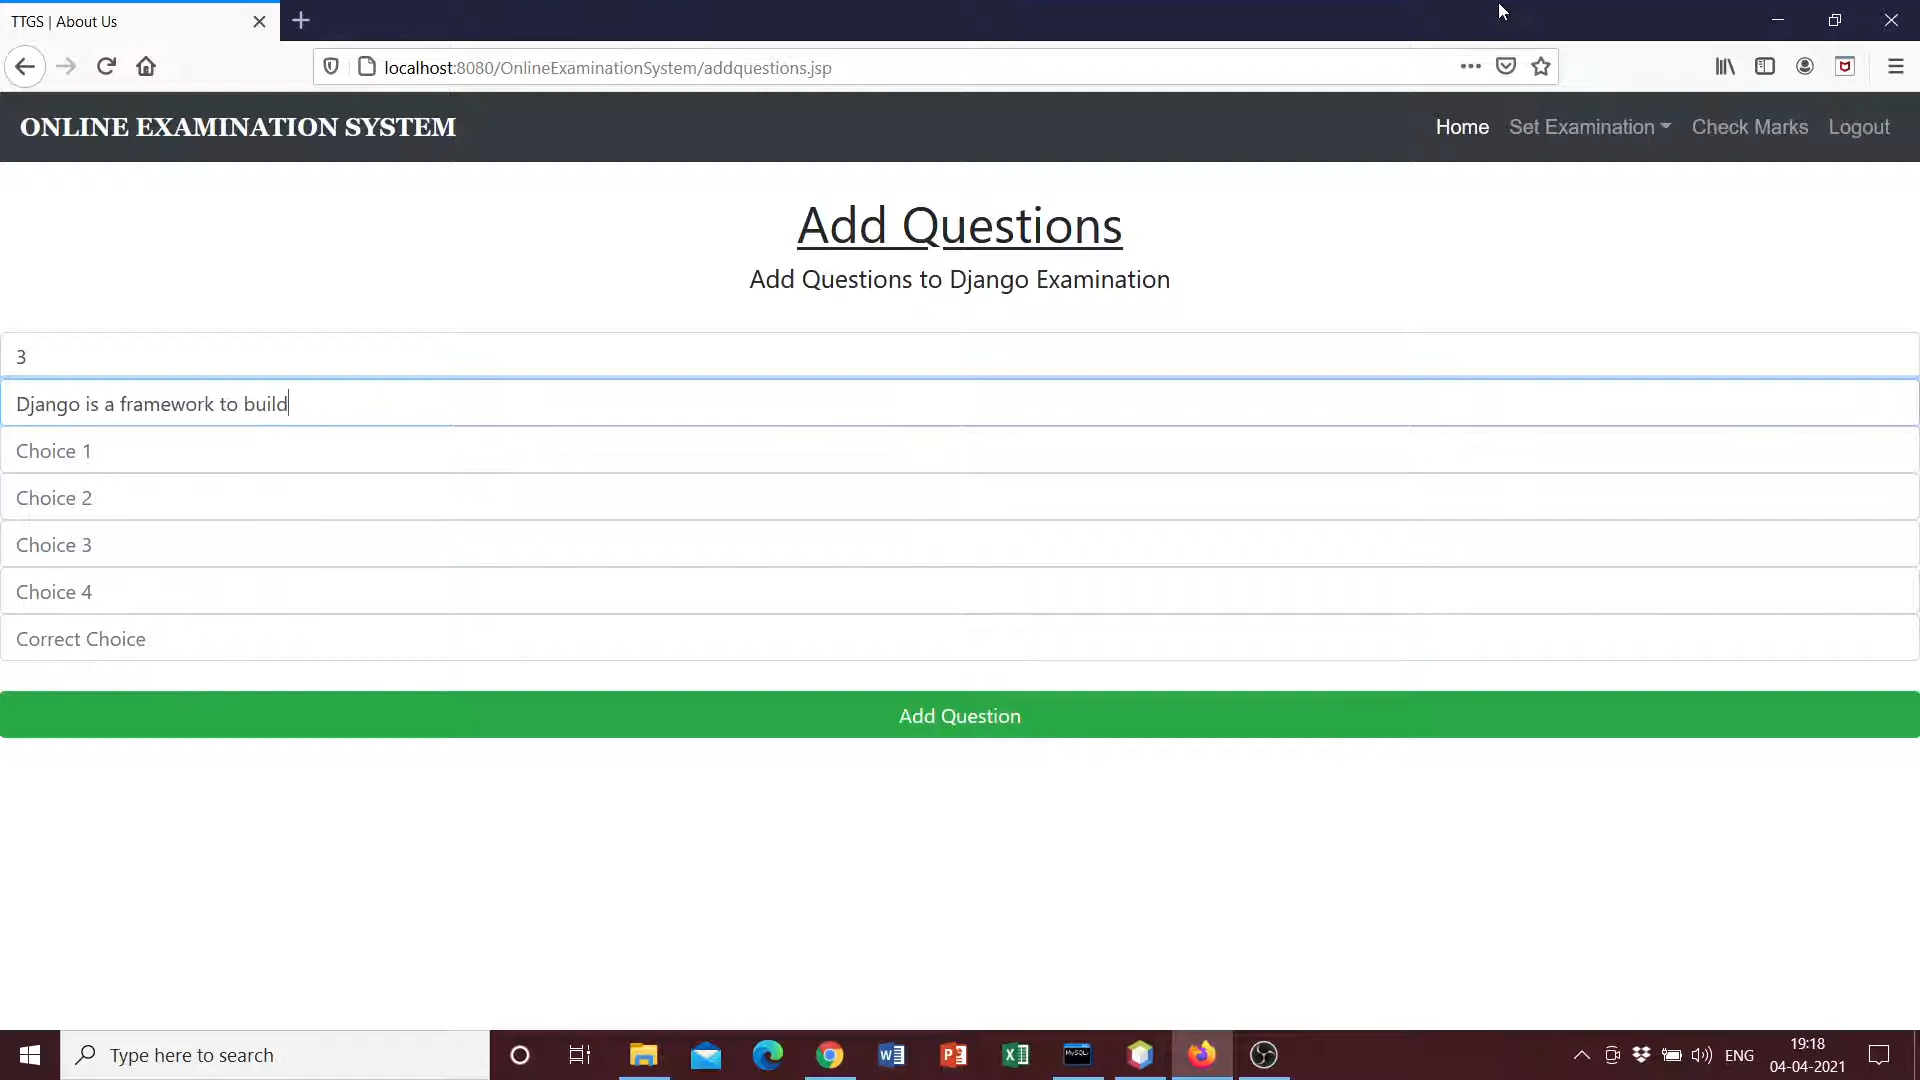 TTGS | About Us
localhost:8080/OnlineExaminationSystem/addquestions.jsp
ONLINE EXAMINATION SYSTEM
Home Set Examination Check Marks Logout
Add Questions
Add Questions to Django Examination
3
Django is a framework to build
Choice 1
Choice 2
Choice 3
Choice 4
Correct Choice
Add Question
Type here to search
MySQL
ENG
19:18
04-04-2021